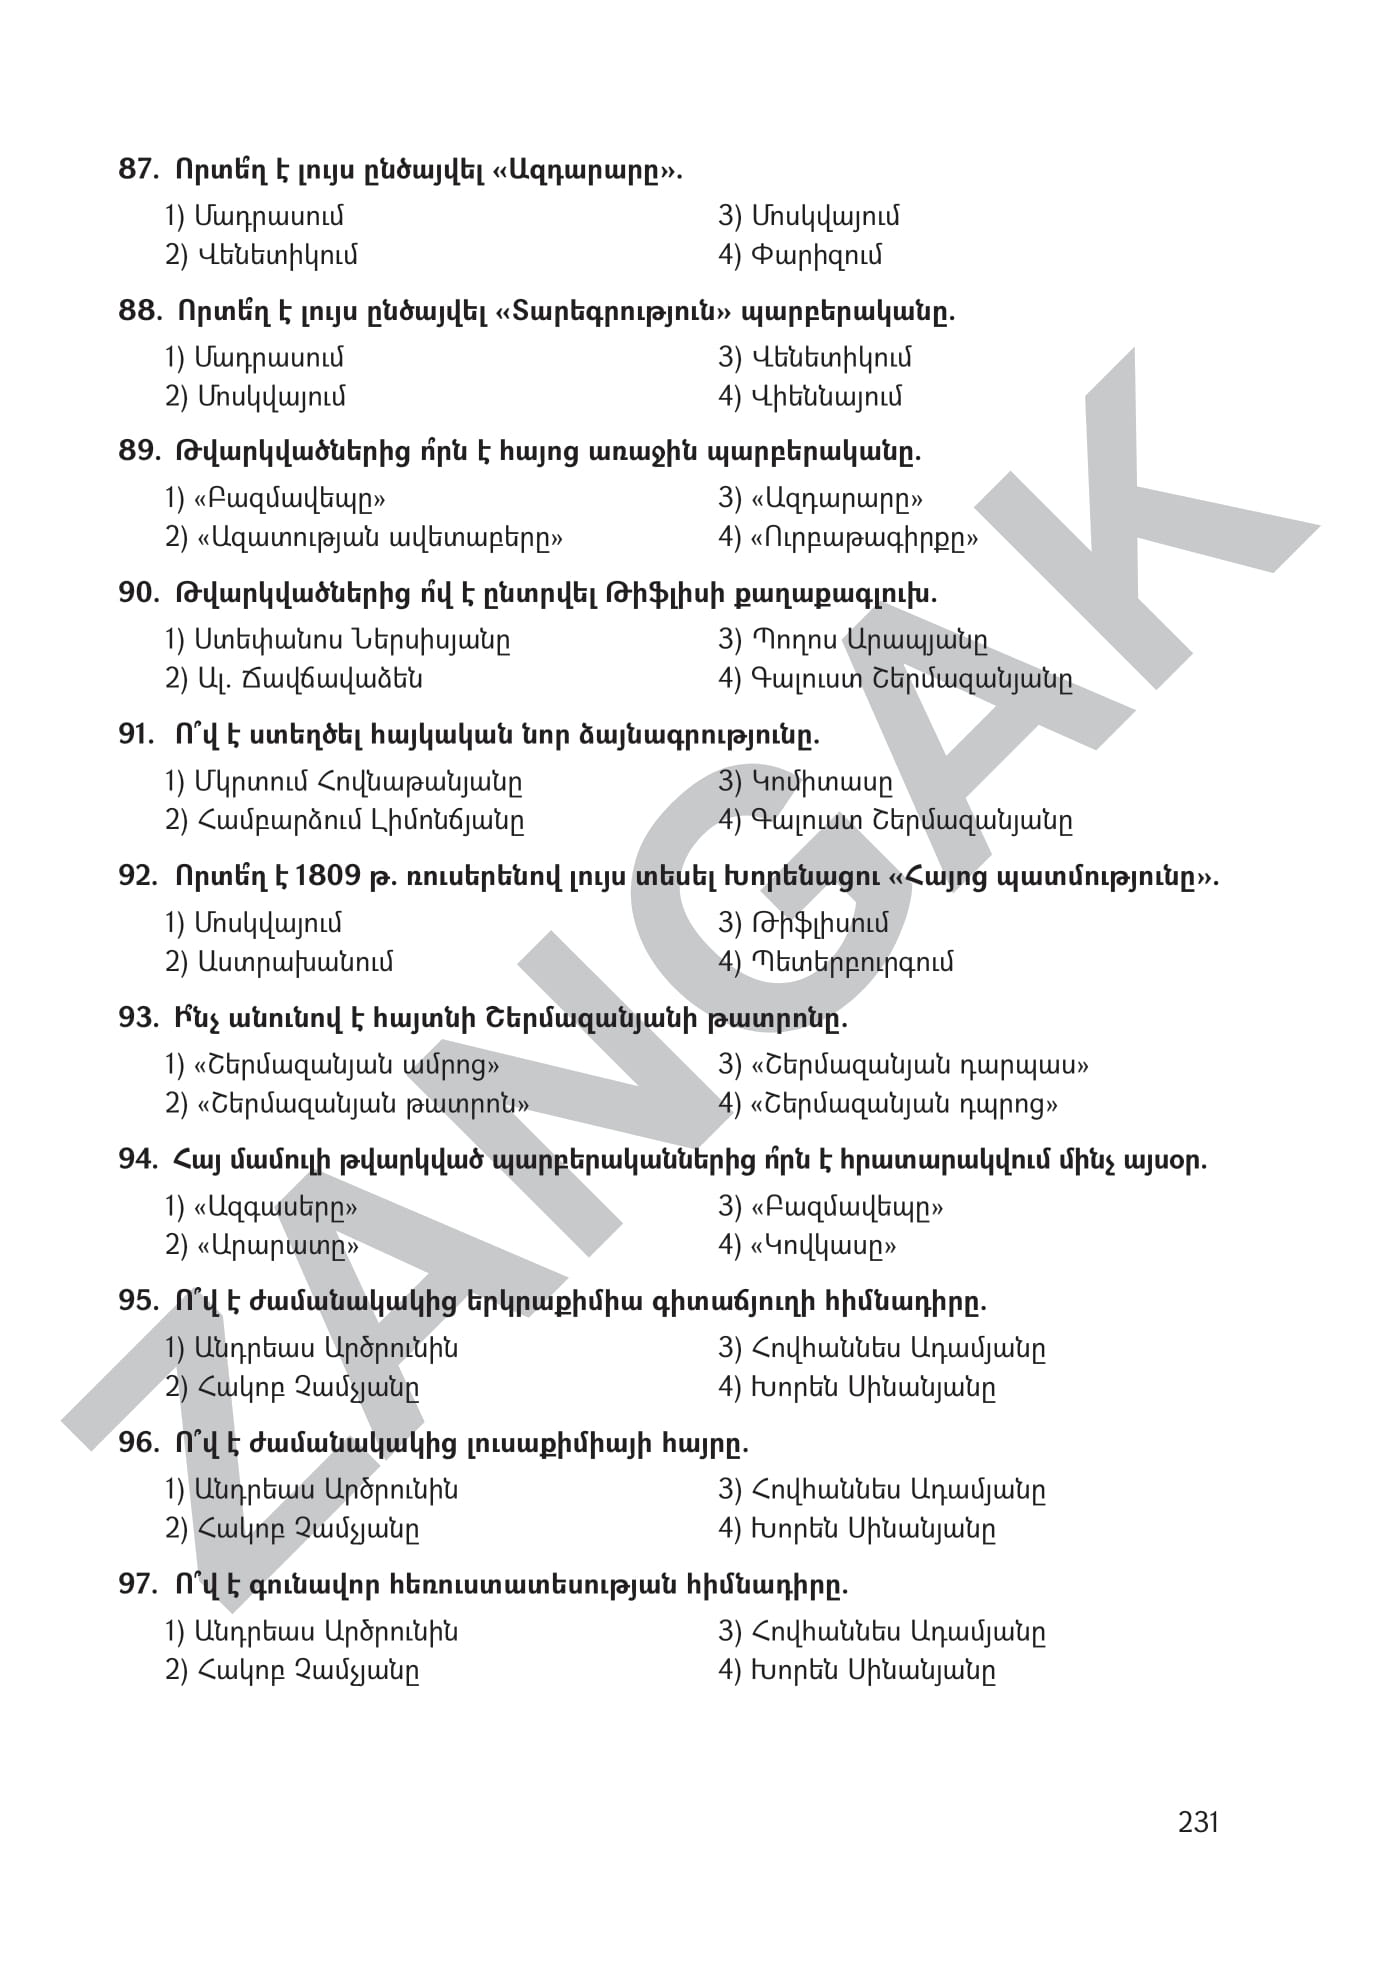 87. Որտե՞ղ է լույս ընծայվել «Ազդարարը».
1) Մադրասում
3) Մոսկվայում
2) Վենետիկում
4) Փարիզում
88. Որտե՞ղ է լույս ընծայվել «Տարեգրություն» պարբերականը.
1) Մադրասում
3) Վենետիկում
2) Մոսկվայում
4) Վիեննայում
89. Թվարկվածներից ո՞րն է հայոց առաջին պարբերականը.
1) «Բազմավեպը»
3) «Ազդարարը»
2) «Ազատության ավետաբերը»
4) «Ուրբաթագիրքը»
90. Թվարկվածներից ո՞վ է ընտրվել Թիֆլիսի քաղաքագլուխ.
1) Ստեփանոս Ներսիսյանը
3) Պողոս Արապյանը
2) Ալ. Ճավճավաձեն
4) Գալուստ Շերմազանյանը
91. Ո՞վ է ստեղծել հայկական նոր ձայնագրությունը.
1) Մկրտում Հովնաթանյանը
3) Կոմիտասը
2) Համբարձում Լիմոնճյանը
4) Գալուստ Շերմազանյանը
92. Որտե՞ղ է 1809 թ. ռուսերենով լույս տեսել Խորենացու «Հայոց պատմությունը».
1) Մոսկվայում
3) Թիֆլիսում
2) Աստրախանում
4) Պետերբուրգում
93. Ի՞նչ անունով է հայտնի Շերմազանյանի թատրոնը.
1) «Շերմազանյան ամրոց»
3) «Շերմազանյան դարպաս»
2) «Շերմազանյան թատրոն»
4) «Շերմազանյան դպրոց»
94. Հայ մամուլի թվարկված պարբերականներից ո՞րն է հրատարակվում մինչ այսօր.
1) «Ազգասերը»
3) «Բազմավեպը»
2) «Արարատը»
4) «Կովկասը»
95. Ո՞վ է ժամանակակից երկրաքիմիա գիտաճյուղի հիմնադիրը.
1) Անդրեաս Արծրունին
3) Հովհաննես Ադամյանը
2) Հակոբ Չամչյանը
4) Խորեն Սինանյանը
96. Ո՞վ է ժամանակակից լուսաքիմիայի հայրը.
1) Անդրեաս Արծրունին
3) Հովհաննես Ադամյանը
2) Հակոբ Չամչյանը
4) Խորեն Սինանյանը
97. Ո՞վ է գունավոր հեռուստատեսության հիմնադիրը.
1) Անդրեաս Արծրունին
3) Հովհաննես Ադամյանը
2) Հակոբ Չամչյանը
4) Խորեն Սինանյանը
231
ZANGAK